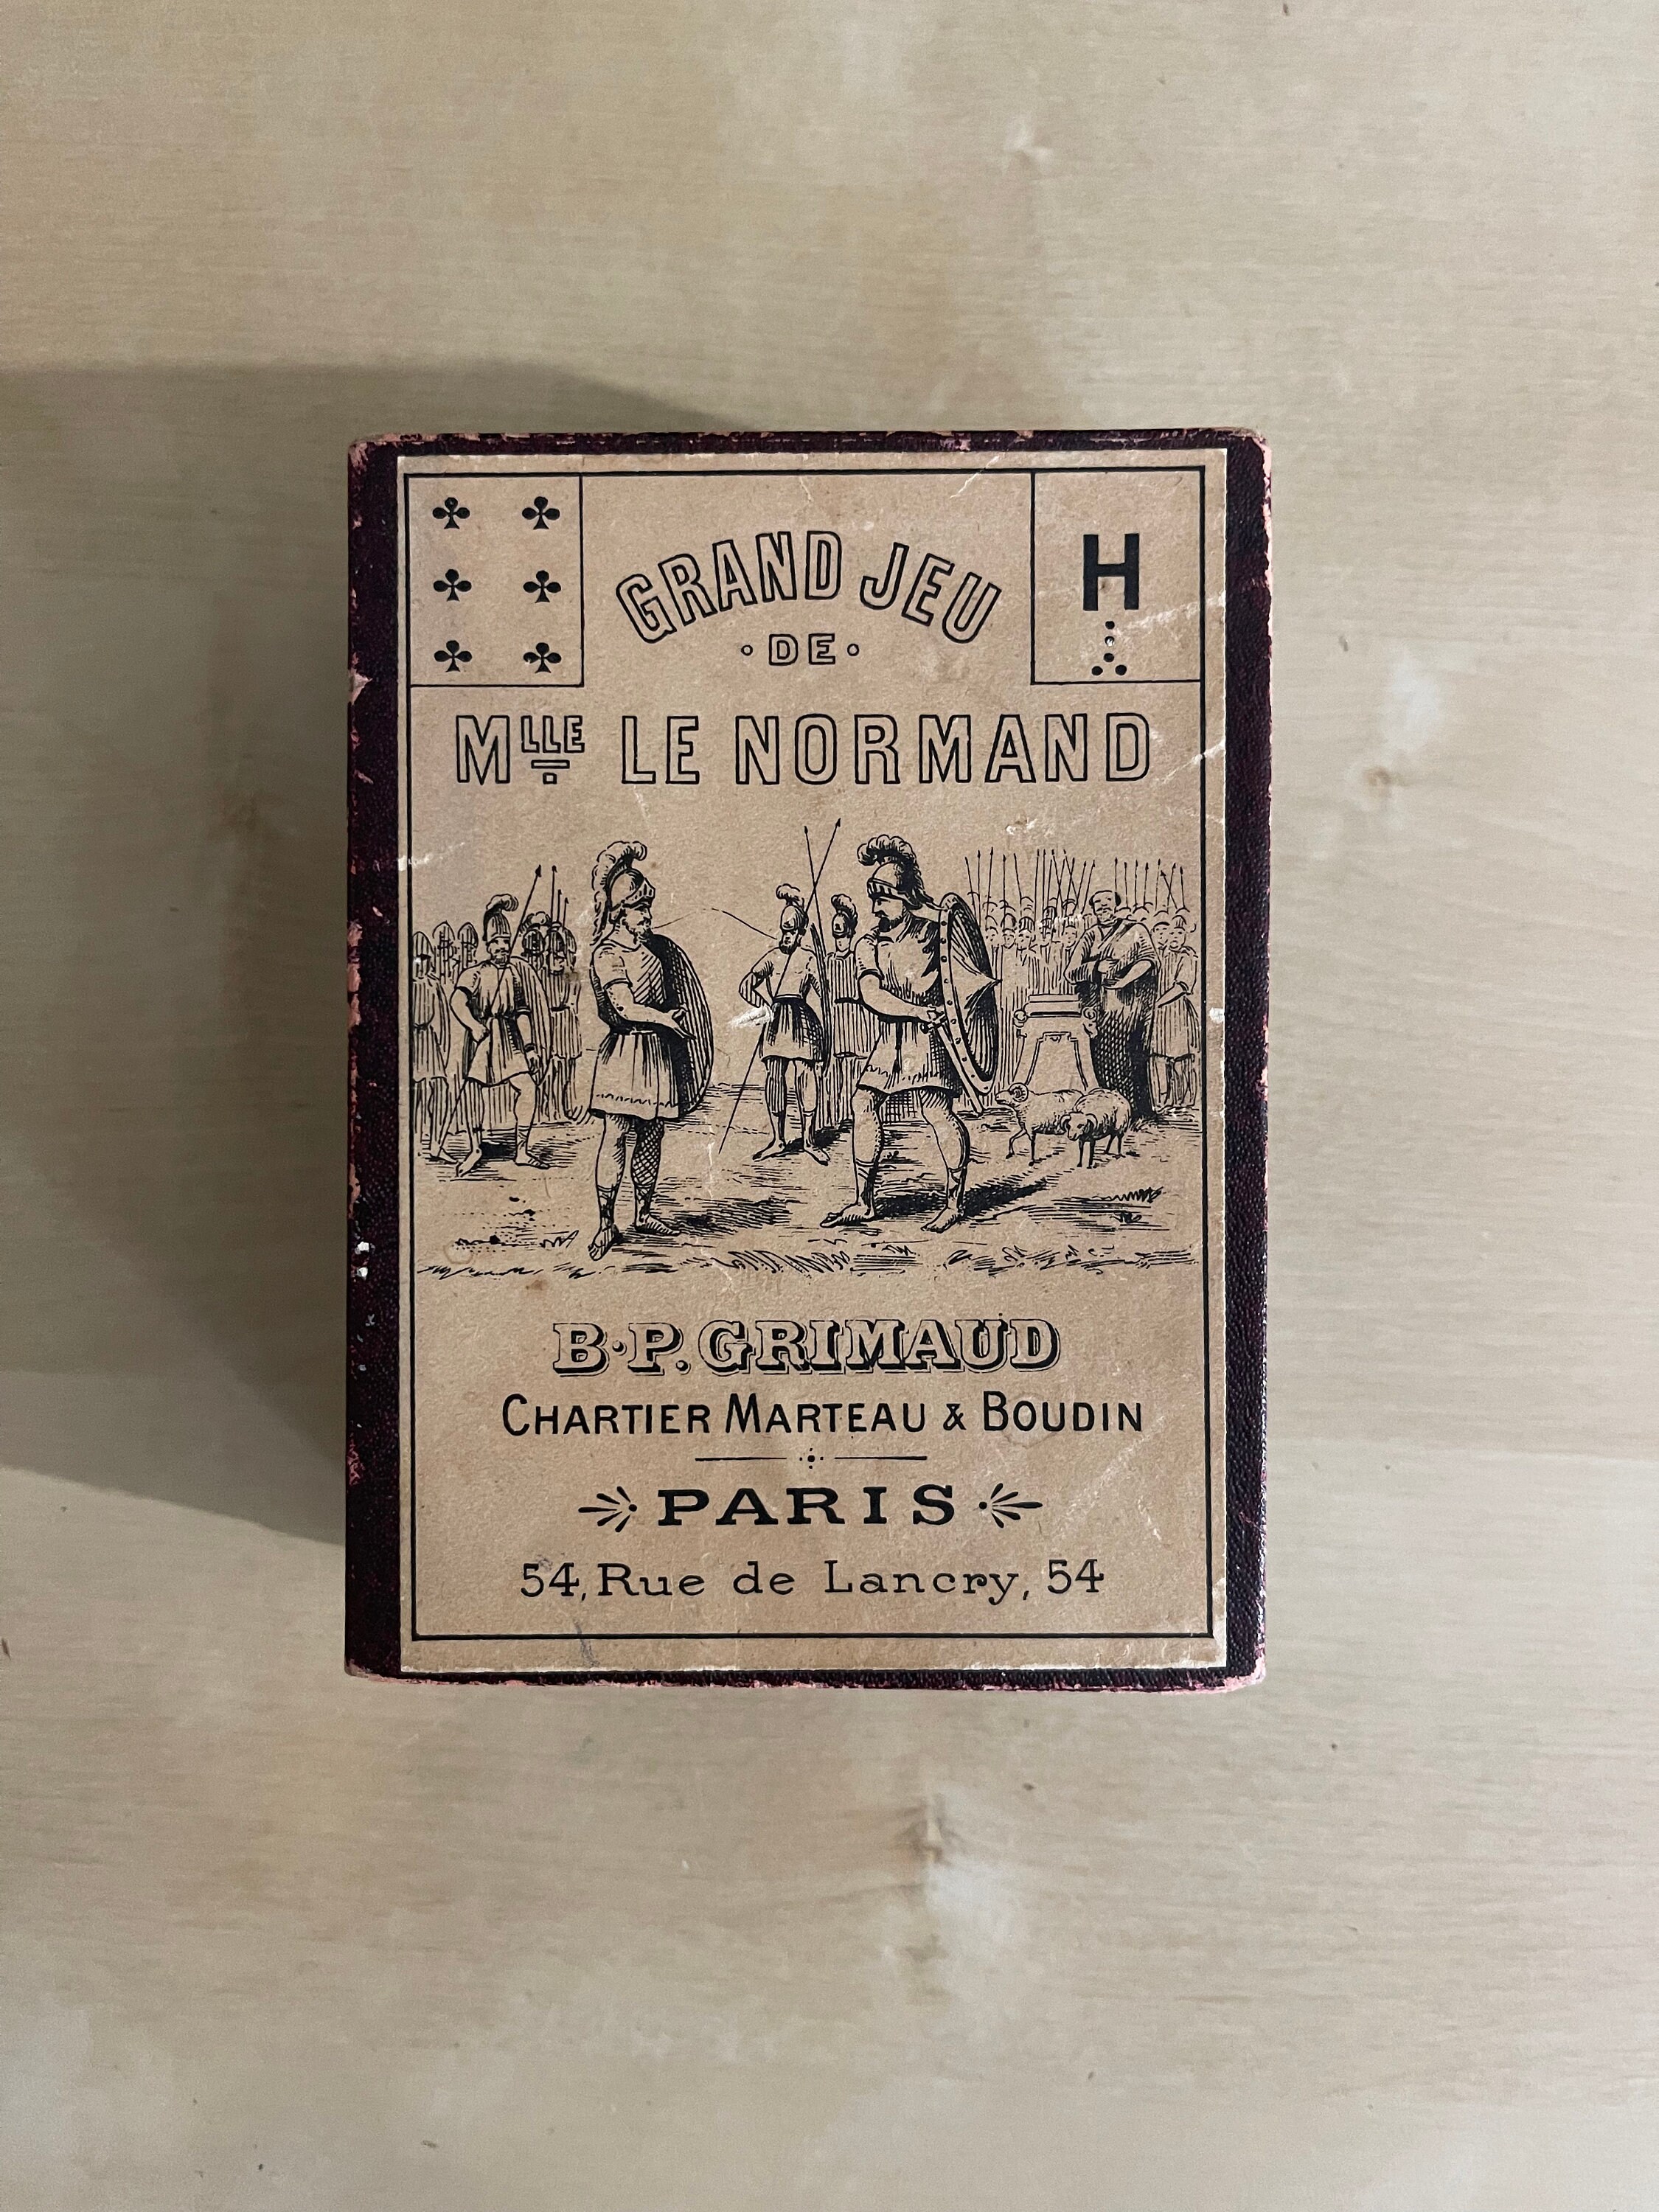 H
GRAND JEU
· DE ·
MLLE LE NORMAND
B·P. GRIMAUD
CHARTIER MARTEAU & BOUDIN
PARIS
54, Rue de Lancry, 54